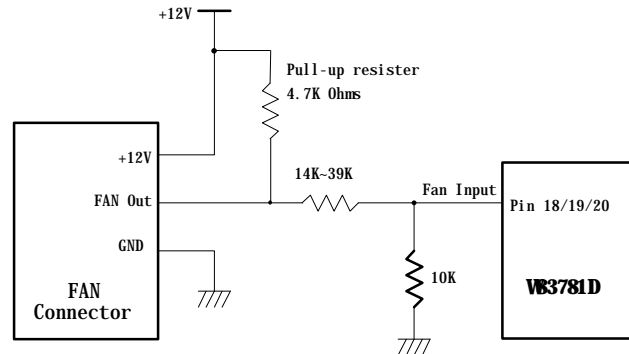 +12V
Pull-up resister
4.7K Ohms
+12V
14K~39K
FAN Out
Fan Input
Pin 18/19/20
GND
10K
W83781D
FAN
Connector